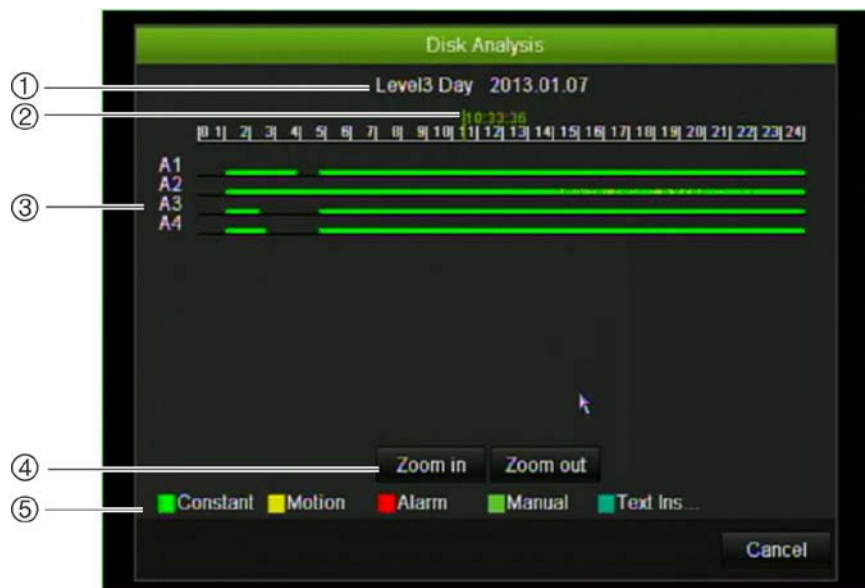 Disk Analysis
① Level3 Day 2013.01.07
② 10:33:36
0 1 2 3 4 5 6 7 8 9 10 11 12 13 14 15 16 17 18 19 20 21 22 23 24
A1
A2
③ A3
A4
④ Zoom in Zoom out
⑤ Constant Motion Alarm Manual Text Ins...
Cancel